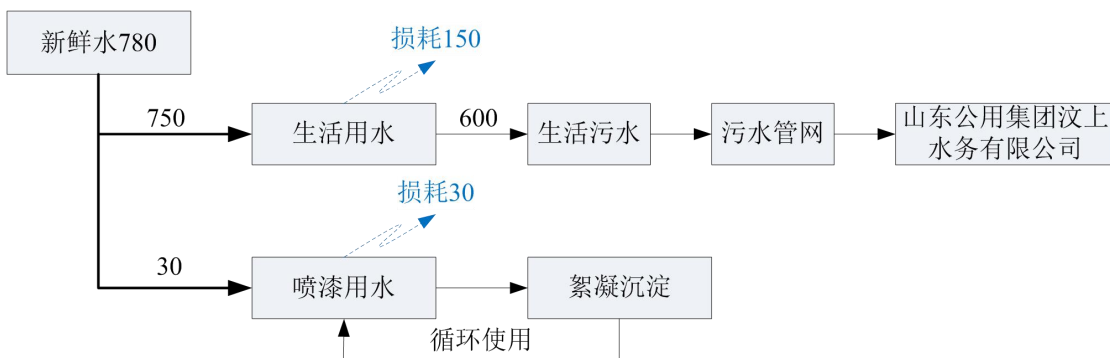 新鲜水780
损耗150
750
生活用水
600
生活污水
污水管网
山东公用集团汶上
水务有限公司
损耗30
30
喷漆用水
絮凝沉淀
循环使用